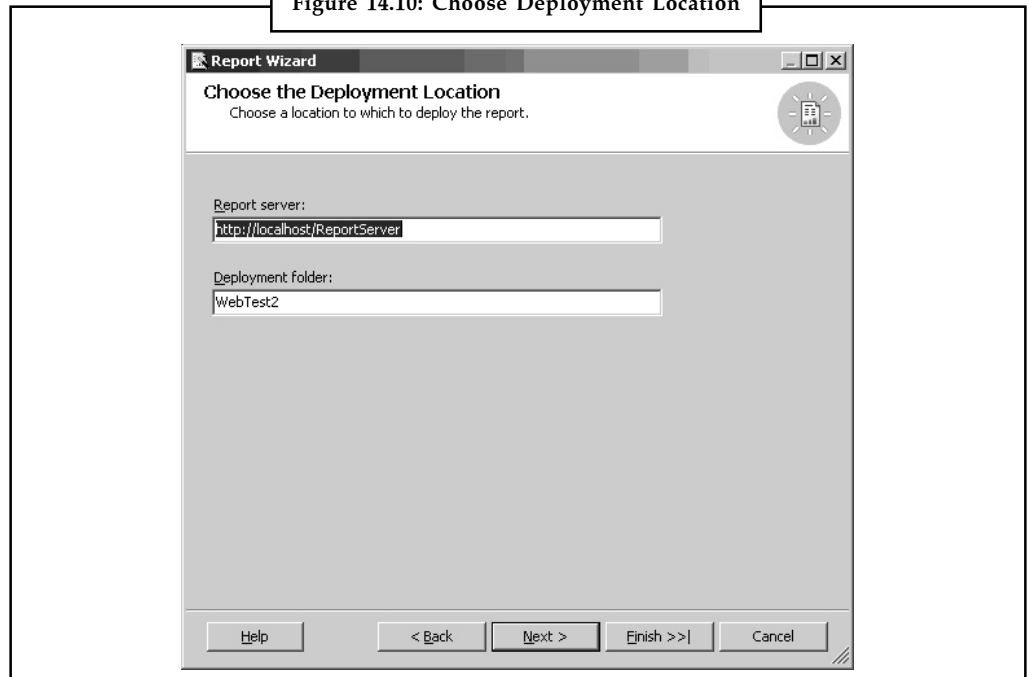 Figure 14.10: Choose Deployment Location
Report Wizard
Choose the Deployment Location
Choose a location to which to deploy the report.
Report server:
http://localhost/ReportServer
Deployment folder:
WebTest2
Help
< Back
Next >
Finish >>|
Cancel